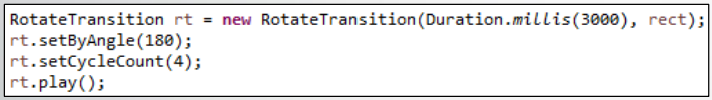 RotateTransition rt = new RotateTransition(Duration.millis(3000), rect);
rt.setByAngle(180);
rt.setCycleCount(4);
rt.play();